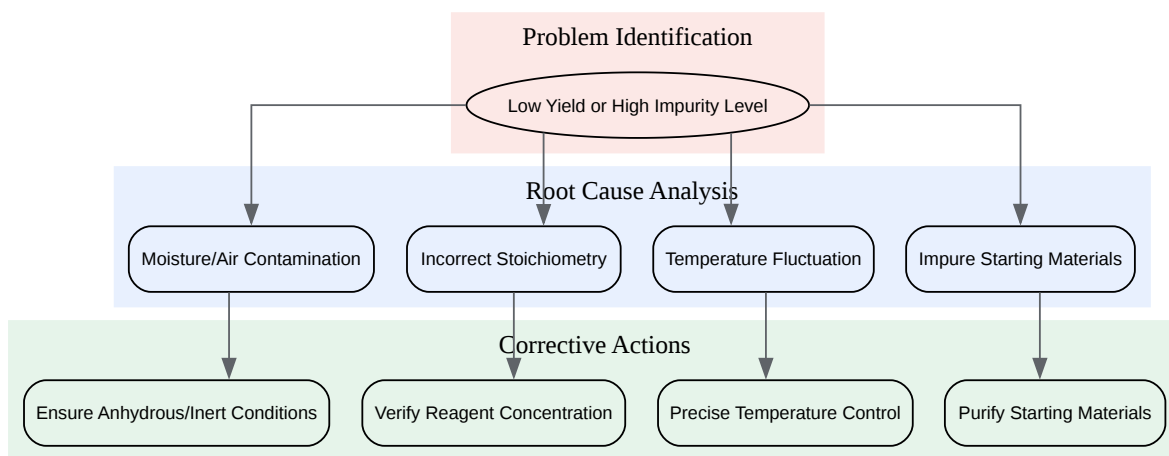 Problem Identification
Low Yield or High Impurity Level
Root Cause Analysis
Moisture/Air Contamination
Incorrect Stoichiometry
Temperature Fluctuation
Impure Starting Materials
Corrective Actions
Ensure Anhydrous/Inert Conditions
Verify Reagent Concentration
Precise Temperature Control
Purify Starting Materials